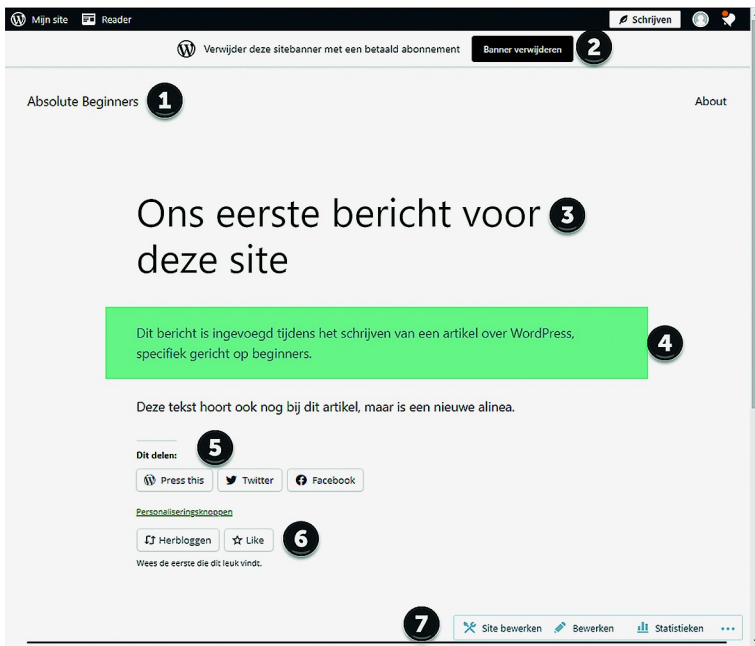 Mijn site Reader Schrijven
Verwijder deze sitebanner met een betaald abonnement Banner verwijderen 2
Absolute Beginners 1 About
Ons eerste bericht voor 3
deze site
Dit bericht is ingevoegd tijdens het schrijven van een artikel over WordPress,
specifiek gericht op beginners.
4
Deze tekst hoort ook nog bij dit artikel, maar is een nieuwe alinea.
Dit delen: 5
Press this Twitter Facebook
Personaliseringsknoppen
Herbloggen Like 6
Wees de eerste die dit leuk vindt.
7 Site bewerken Bewerken Statistieken ...